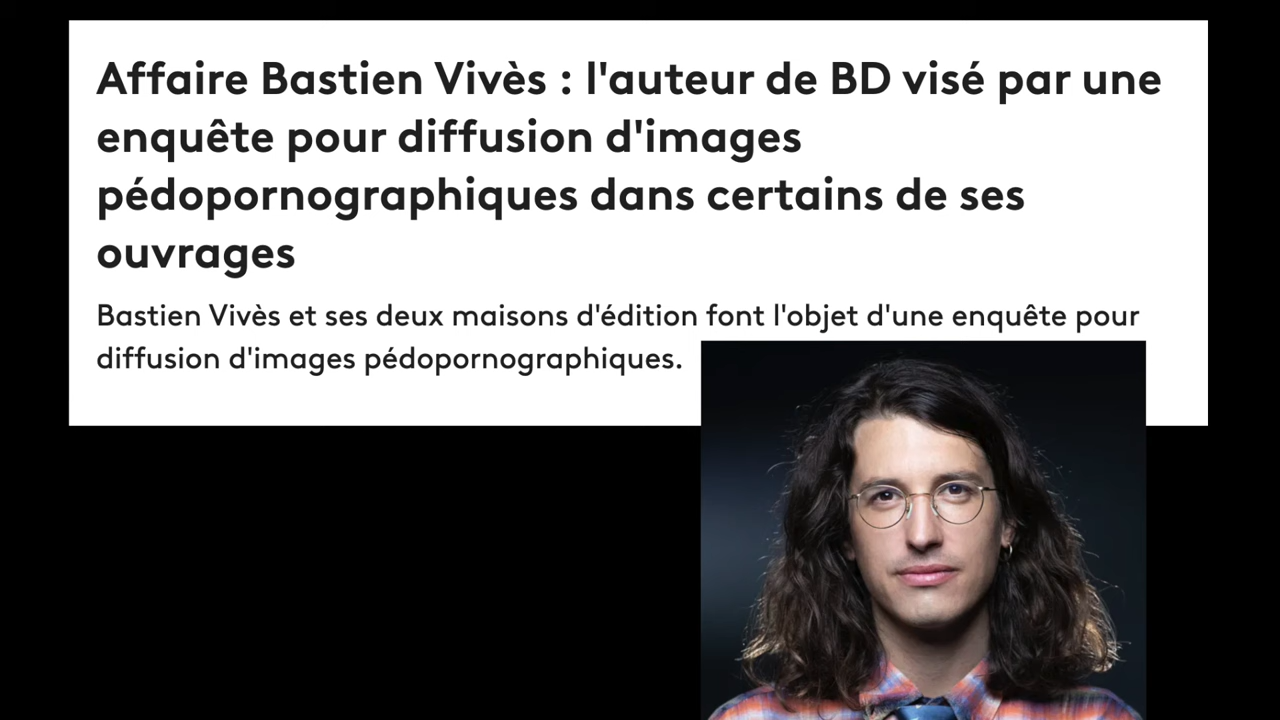 Affaire Bastien Vivès : l'auteur de BD visé par une
enquête pour diffusion d'images
pédopornographiques dans certains de ses
ouvrages
Bastien Vivès et ses deux maisons d'édition font l'objet d'une enquête pour
diffusion d'images pédopornographiques.